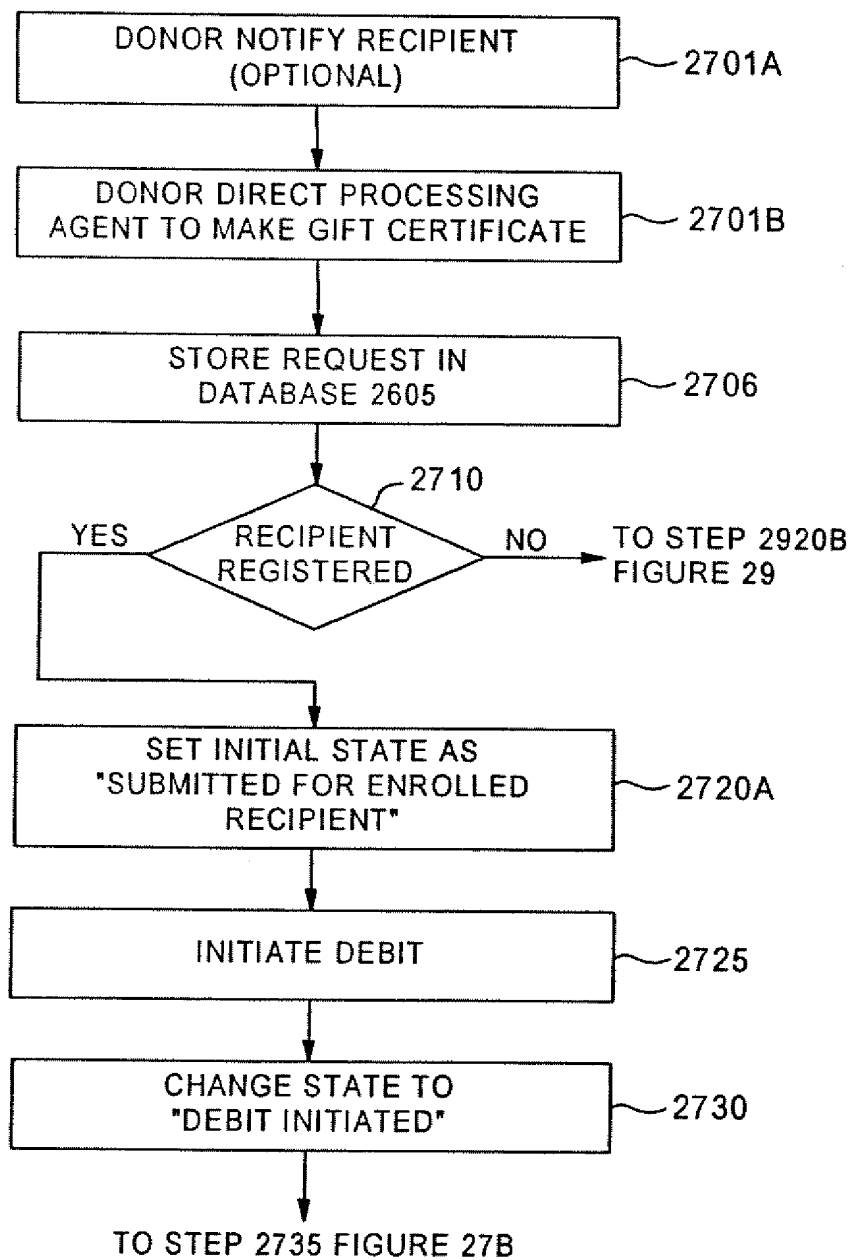 DONOR NOTIFY RECIPIENT
(OPTIONAL)
2701A
DONOR DIRECT PROCESSING
AGENT TO MAKE GIFT CERTIFICATE
2701B
STORE REQUEST IN
DATABASE 2605
2706
2710
YES
RECIPIENT
REGISTERED
NO
TO STEP 2920B
FIGURE 29
SET INITIAL STATE AS
"SUBMITTED FOR ENROLLED
RECIPIENT"
2720A
INITIATE DEBIT
2725
CHANGE STATE TO
"DEBIT INITIATED"
2730
TO STEP 2735 FIGURE 27B